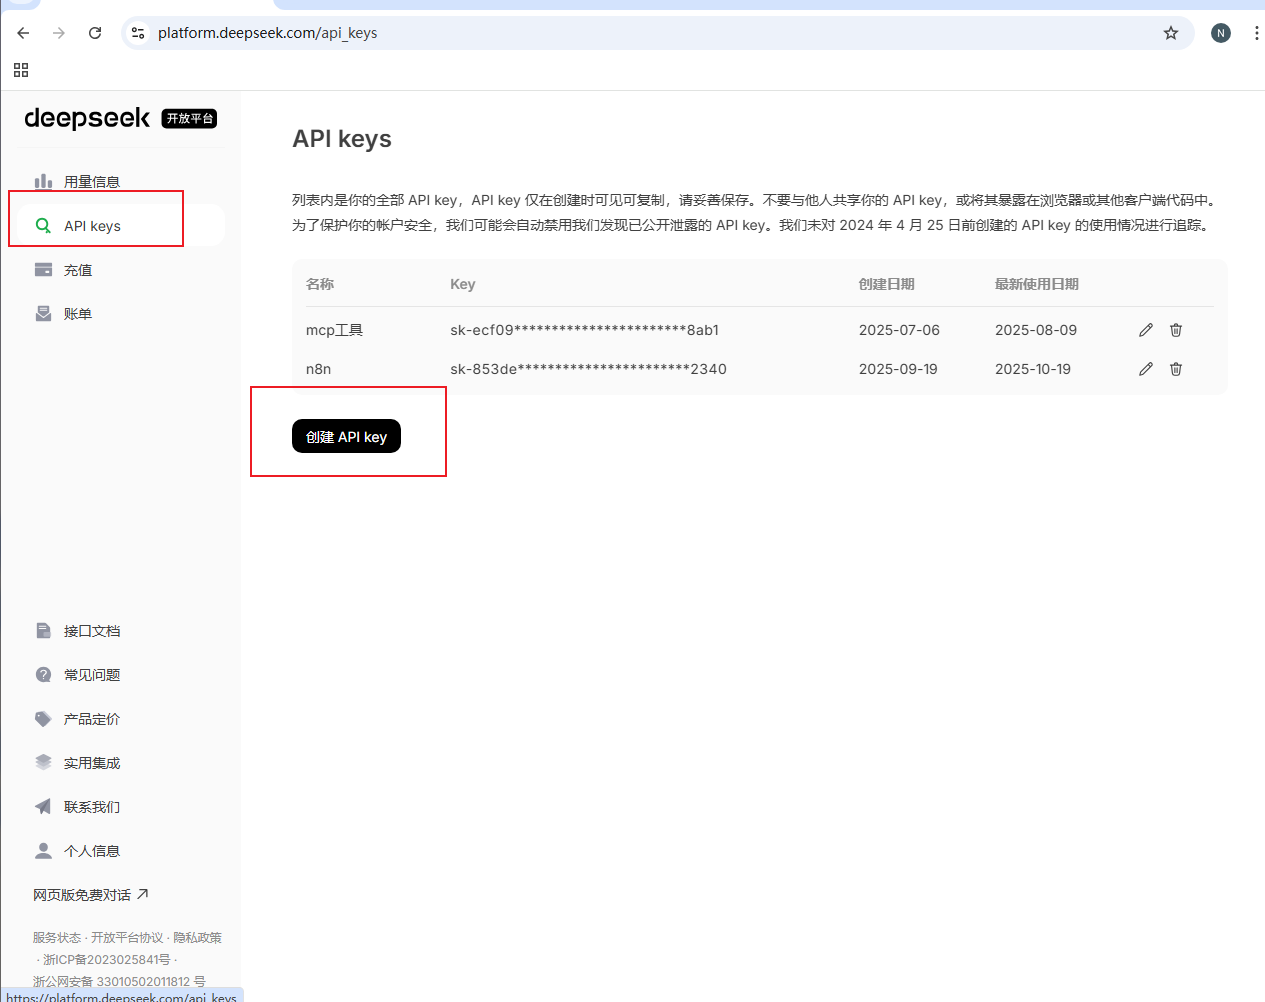 platform.deepseek.com/api_keys
N
deepseek 开放平台
用量信息
API keys
充值
账单
接口文档
常见问题
产品定价
实用集成
联系我们
个人信息
网页版免费对话
服务状态 · 开放平台协议 · 隐私政策
· 浙ICP备2023025841号 ·
浙公网安备 33010502011812 号
https://platform.deepseek.com/api_keys
API keys
列表内是你的全部 API key，API key 仅在创建时可见可复制，请妥善保存。不要与他人共享你的 API key，或将其暴露在浏览器或其他客户端代码中。
为了保护你的帐户安全，我们可能会自动禁用我们发现已公开泄露的 API key。我们未对 2024 年 4 月 25 日前创建的 API key 的使用情况进行追踪。
名称 Key 创建日期 最新使用日期
mcp工具 sk-ecf09***********************8ab1 2025-07-06 2025-08-09
n8n sk-853de***********************2340 2025-09-19 2025-10-19
创建 API key